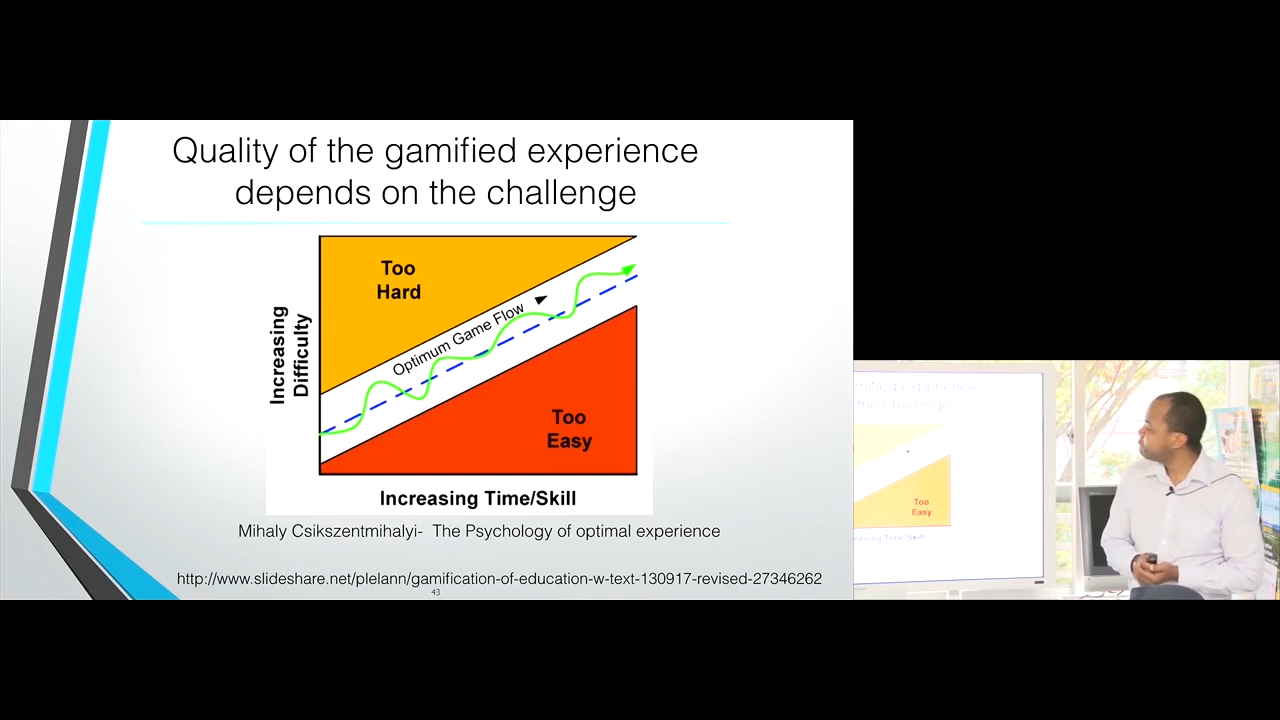 Quality of the gamified experience
depends on the challenge
Too
Hard
Increasing
Difficulty
Optimum Game Flow
Too
Easy
Increasing Time/Skill
Mihaly Csikszentmihalyi- The Psychology of optimal experience
http://www.slideshare.net/plelann/gamification-of-education-w-text-130917-revised-27346262
43
Too
Easy